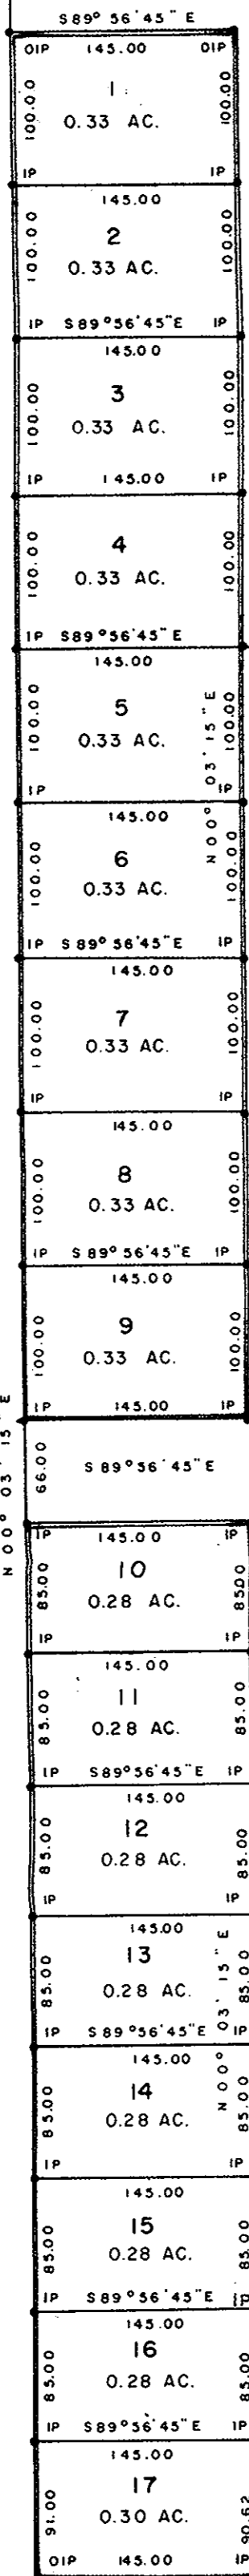 S89° 56' 45" E
OIP 145.00 OIP
100.00 1 100.00
0.33 AC.
IP IP
145.00
100.00 2 100.00
0.33 AC.
IP S89°56'45"E IP
145.00
100.00 3 100.00
0.33 AC.
IP 145.00 IP
100.00 4 100.00
0.33 AC.
IP S89°56'45"E
145.00
100.00 5 100.00
0.33 AC.
IP IP
N00° 03' 15" E
145.00
100.00 6 100.00
0.33 AC.
IP S89°56'45"E IP
145.00
100.00 7 100.00
0.33 AC.
IP IP
145.00
100.00 8 100.00
0.33 AC.
IP S89°56'45"E IP
145.00
100.00 9 100.00
0.33 AC.
IP 145.00 IP
N00° 03' 15" E
66.00 S89°56'45"E
IP 145.00 IP
85.00 10 85.00
0.28 AC.
IP IP
145.00
85.00 11 85.00
0.28 AC.
IP S89°56'45"E IP
145.00
85.00 12 85.00
0.28 AC.
IP IP
145.00
85.00 13 85.00
0.28 AC.
IP S89°56'45"E IP
N00° 03' 15" E
145.00
85.00 14 85.00
0.28 AC.
IP IP
145.00
85.00 15 85.00
0.28 AC.
IP S89°56'45"E IP
145.00
85.00 16 85.00
0.28 AC.
IP S89°56'45"E IP
145.00
91.00 17 90.62
0.30 AC.
OIP 145.00 IP